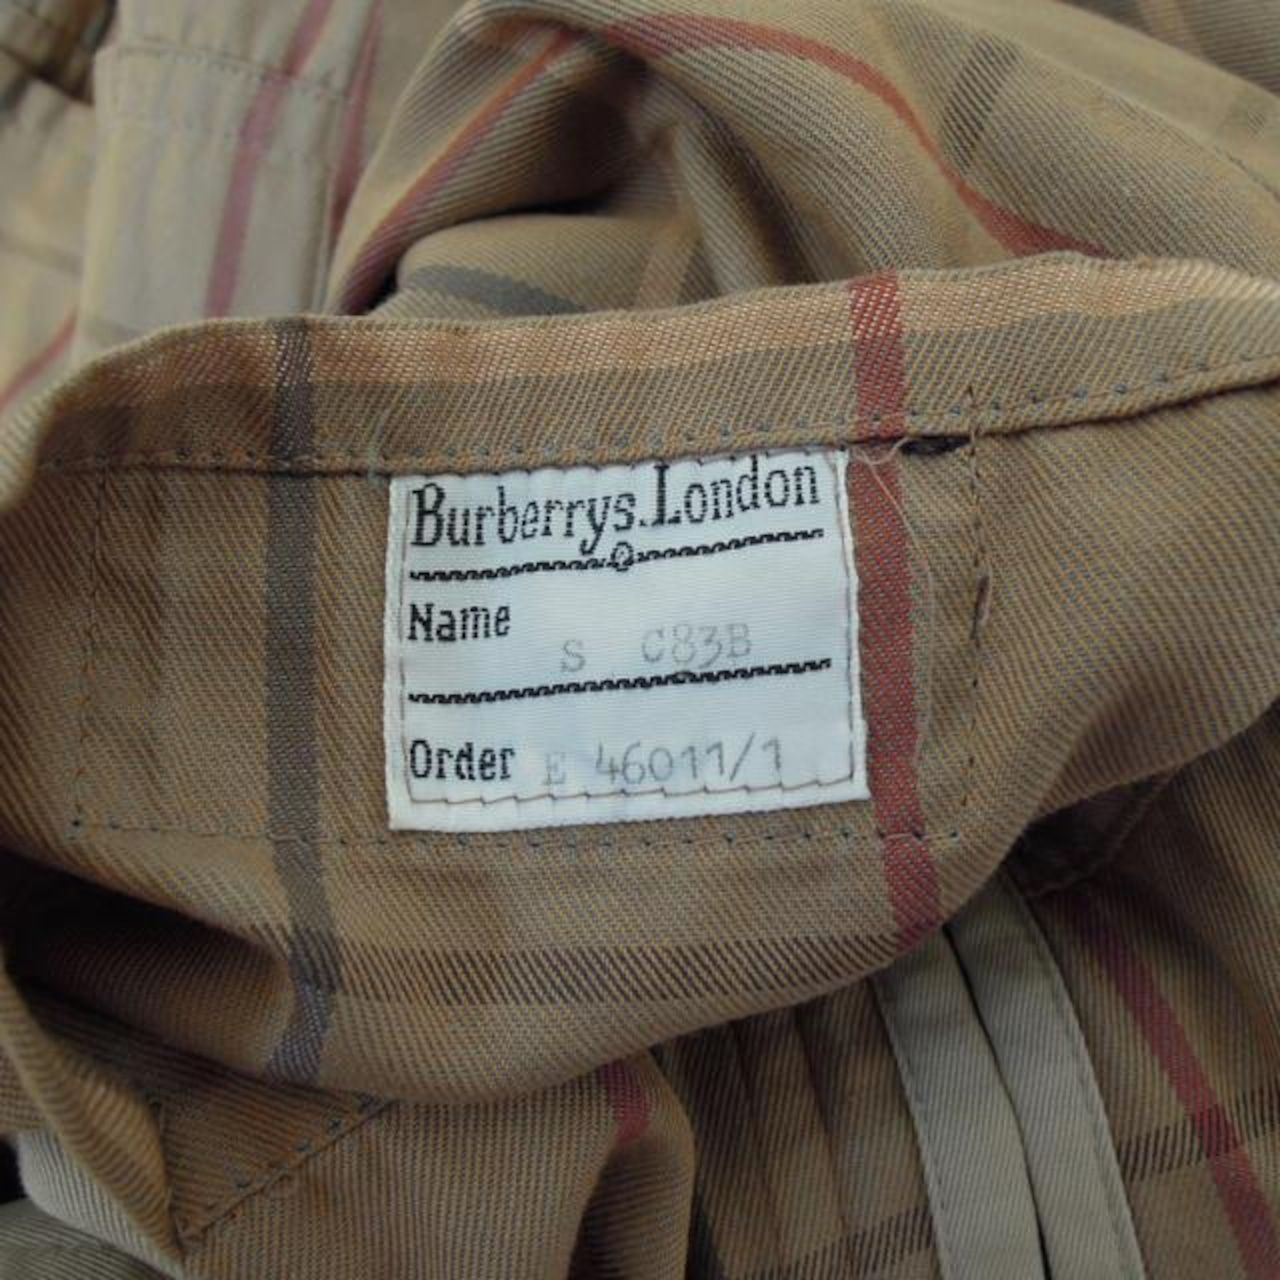 Burberrys. London
Name S C83B
Order E 46011/1